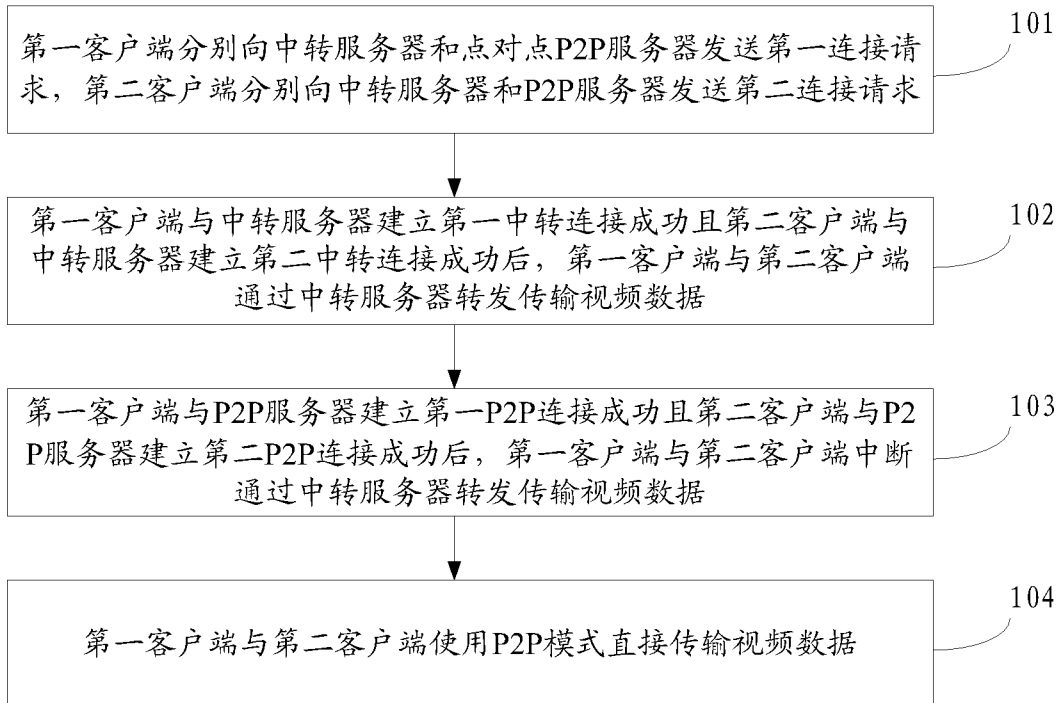 第一客户端分别向中转服务器和点对点P2P服务器发送第一连接请
求，第二客户端分别向中转服务器和P2P服务器发送第二连接请求
101
第一客户端与中转服务器建立第一中转连接成功且第二客户端与
中转服务器建立第二中转连接成功后，第一客户端与第二客户端
通过中转服务器转发传输视频数据
102
第一客户端与P2P服务器建立第一P2P连接成功且第二客户端与P2
P服务器建立第二P2P连接成功后，第一客户端与第二客户端中断
通过中转服务器转发传输视频数据
103
第一客户端与第二客户端使用P2P模式直接传输视频数据
104